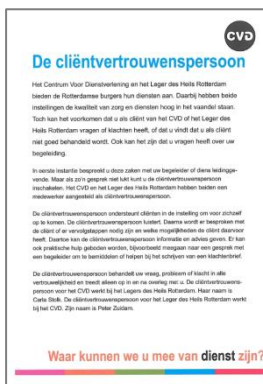 CVD
De cliëntvertrouwenspersoon
Het Centrum Voor Dienstverlening en het Leger des Heils Rotterdam
bieden de Rotterdamse burgers hun diensten aan. Daarbij hebben beide
instellingen de kwaliteit van zorg en diensten hoog in het vaandel staan.
Toch kan het voorkomen dat u als cliënt van het CVD of het Leger des
Heils Rotterdam vragen of klachten heeft, of dat u vindt dat u als cliënt
niet goed behandeld wordt. Ook kan het zijn dat u vragen heeft over uw
begeleiding.
In eerste instantie bespreekt u deze zaken met uw begeleider of diens leidingge-
vende. Maar als zo'n gesprek niet lukt kunt u de cliëntvertrouwenspersoon
inschakelen. Het CVD en het Leger des Heils Rotterdam hebben beiden een
medewerker aangesteld als cliëntvertrouwenspersoon.
De cliëntvertrouwenspersoon ondersteunt cliënten in de instelling om voor zichzelf
op te komen. De cliëntvertrouwenspersoon luistert. Daarna wordt er besproken met
de cliënt of er vervolgstappen nodig zijn en welke mogelijkheden de cliënt daarvoor
heeft. Daartoe kan de cliëntvertrouwenspersoon informatie en advies geven. Er kan
ook praktische hulp geboden worden, bijvoorbeeld meegaan naar een gesprek met
een begeleider om te bemiddelen of helpen bij het schrijven van een klachtenbrief.
De cliëntvertrouwenspersoon behandelt uw vraag, probleem of klacht in alle
vertrouwelijkheid en treedt alleen op in en na overleg met u. De cliëntvertrouwens-
persoon voor het CVD werkt bij het Legers des Heils Rotterdam. Haar naam is
Carla Stolk. De cliëntvertrouwenspersoon voor het Leger des Heils Rotterdam werkt
bij het CVD. Zijn naam is Peter Zuidam.
Waar kunnen we u mee van dienst zijn?